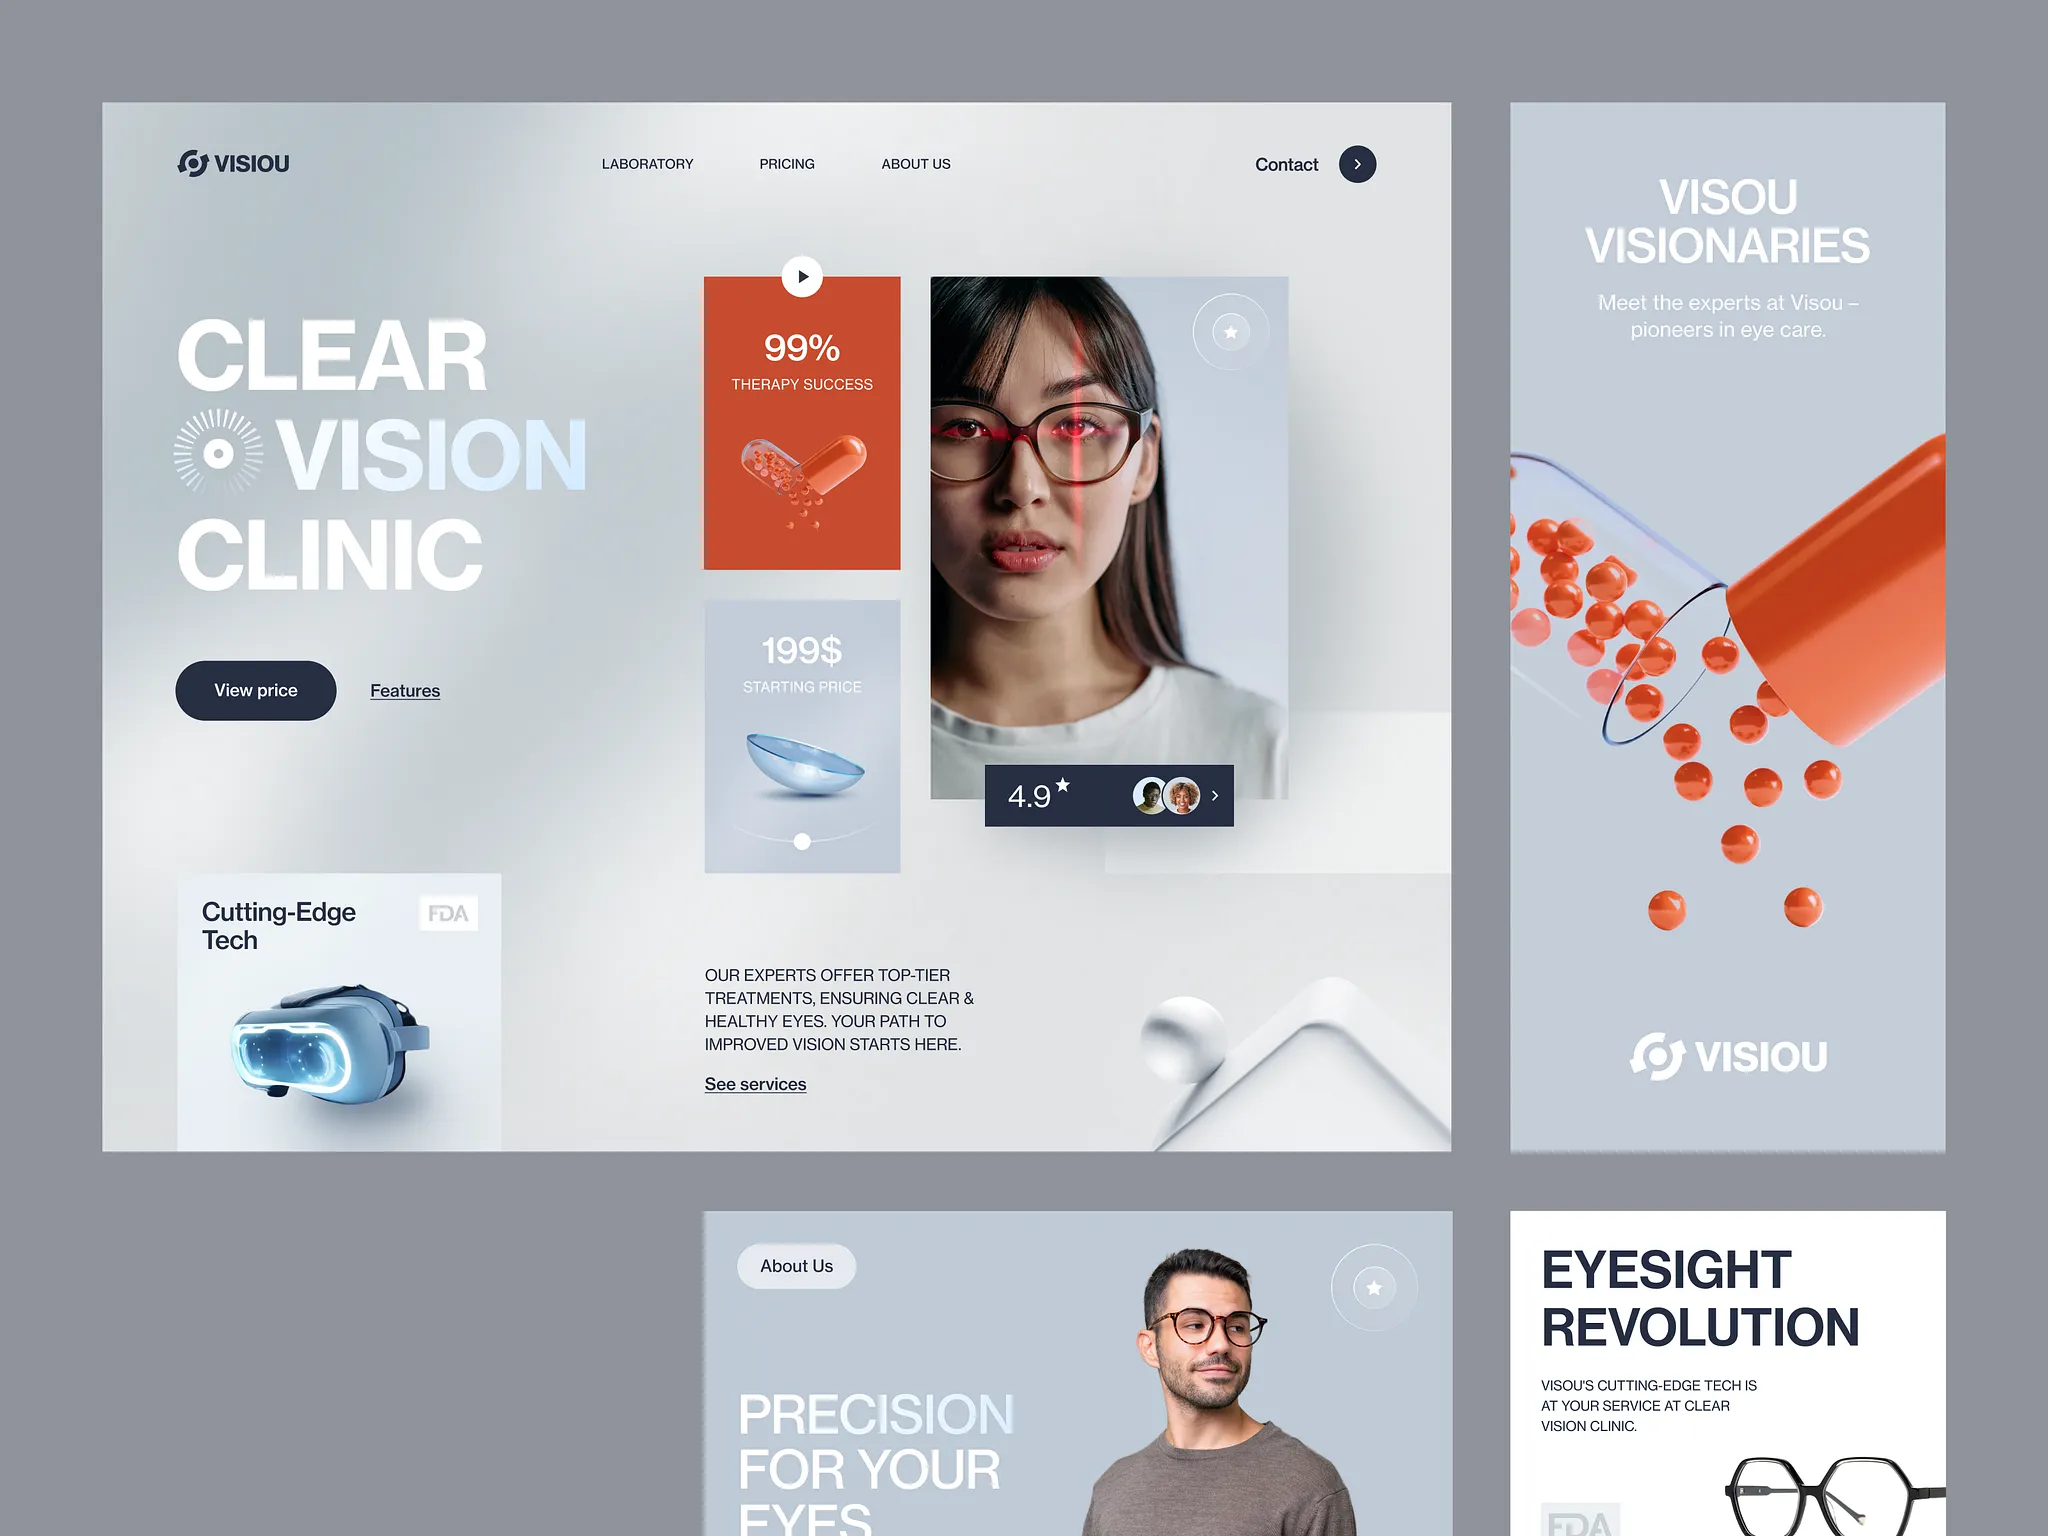 VISIOU
LABORATORY
PRICING
ABOUT US
Contact
CLEAR
VISION
CLINIC
View price
Features
99%
THERAPY SUCCESS
199$
STARTING PRICE
4.9
Cutting-Edge
Tech
FDA
OUR EXPERTS OFFER TOP-TIER
TREATMENTS, ENSURING CLEAR &
HEALTHY EYES. YOUR PATH TO
IMPROVED VISION STARTS HERE.
See services
VISOU
VISIONARIES
Meet the experts at Visou –
pioneers in eye care.
VISIOU
About Us
PRECISION
FOR YOUR
EYES
EYESIGHT
REVOLUTION
VISOU'S CUTTING-EDGE TECH IS
AT YOUR SERVICE AT CLEAR
VISION CLINIC.
FDA